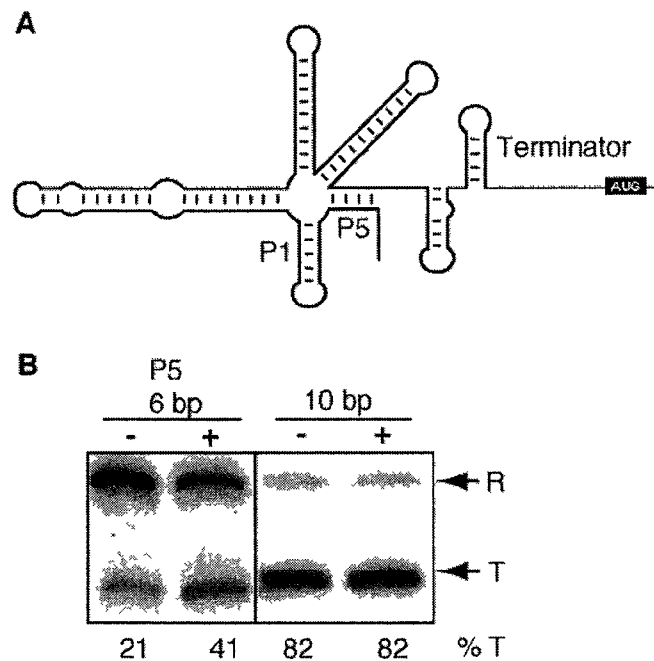 A
Terminator
AUG
P1
P5
B
P5
6 bp
10 bp
- + - +
R
T
21 41 82 82 % T